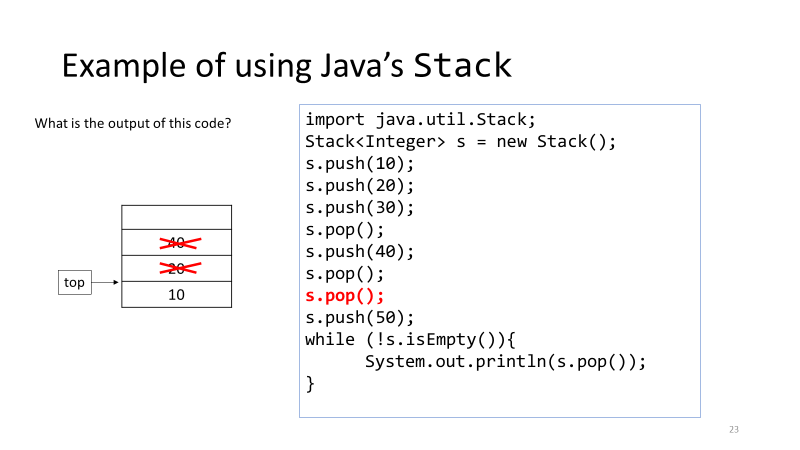 Example of using Java's Stack
What is the output of this code?
import java.util.Stack;
Stack<Integer> s = new Stack();
s.push(10);
s.push(20);
s.push(30);
s.pop();
s.push(40);
s.pop();
s.pop();
s.push(50);
while (!s.isEmpty()){
System.out.println(s.pop());
}
40
20
top
10
23